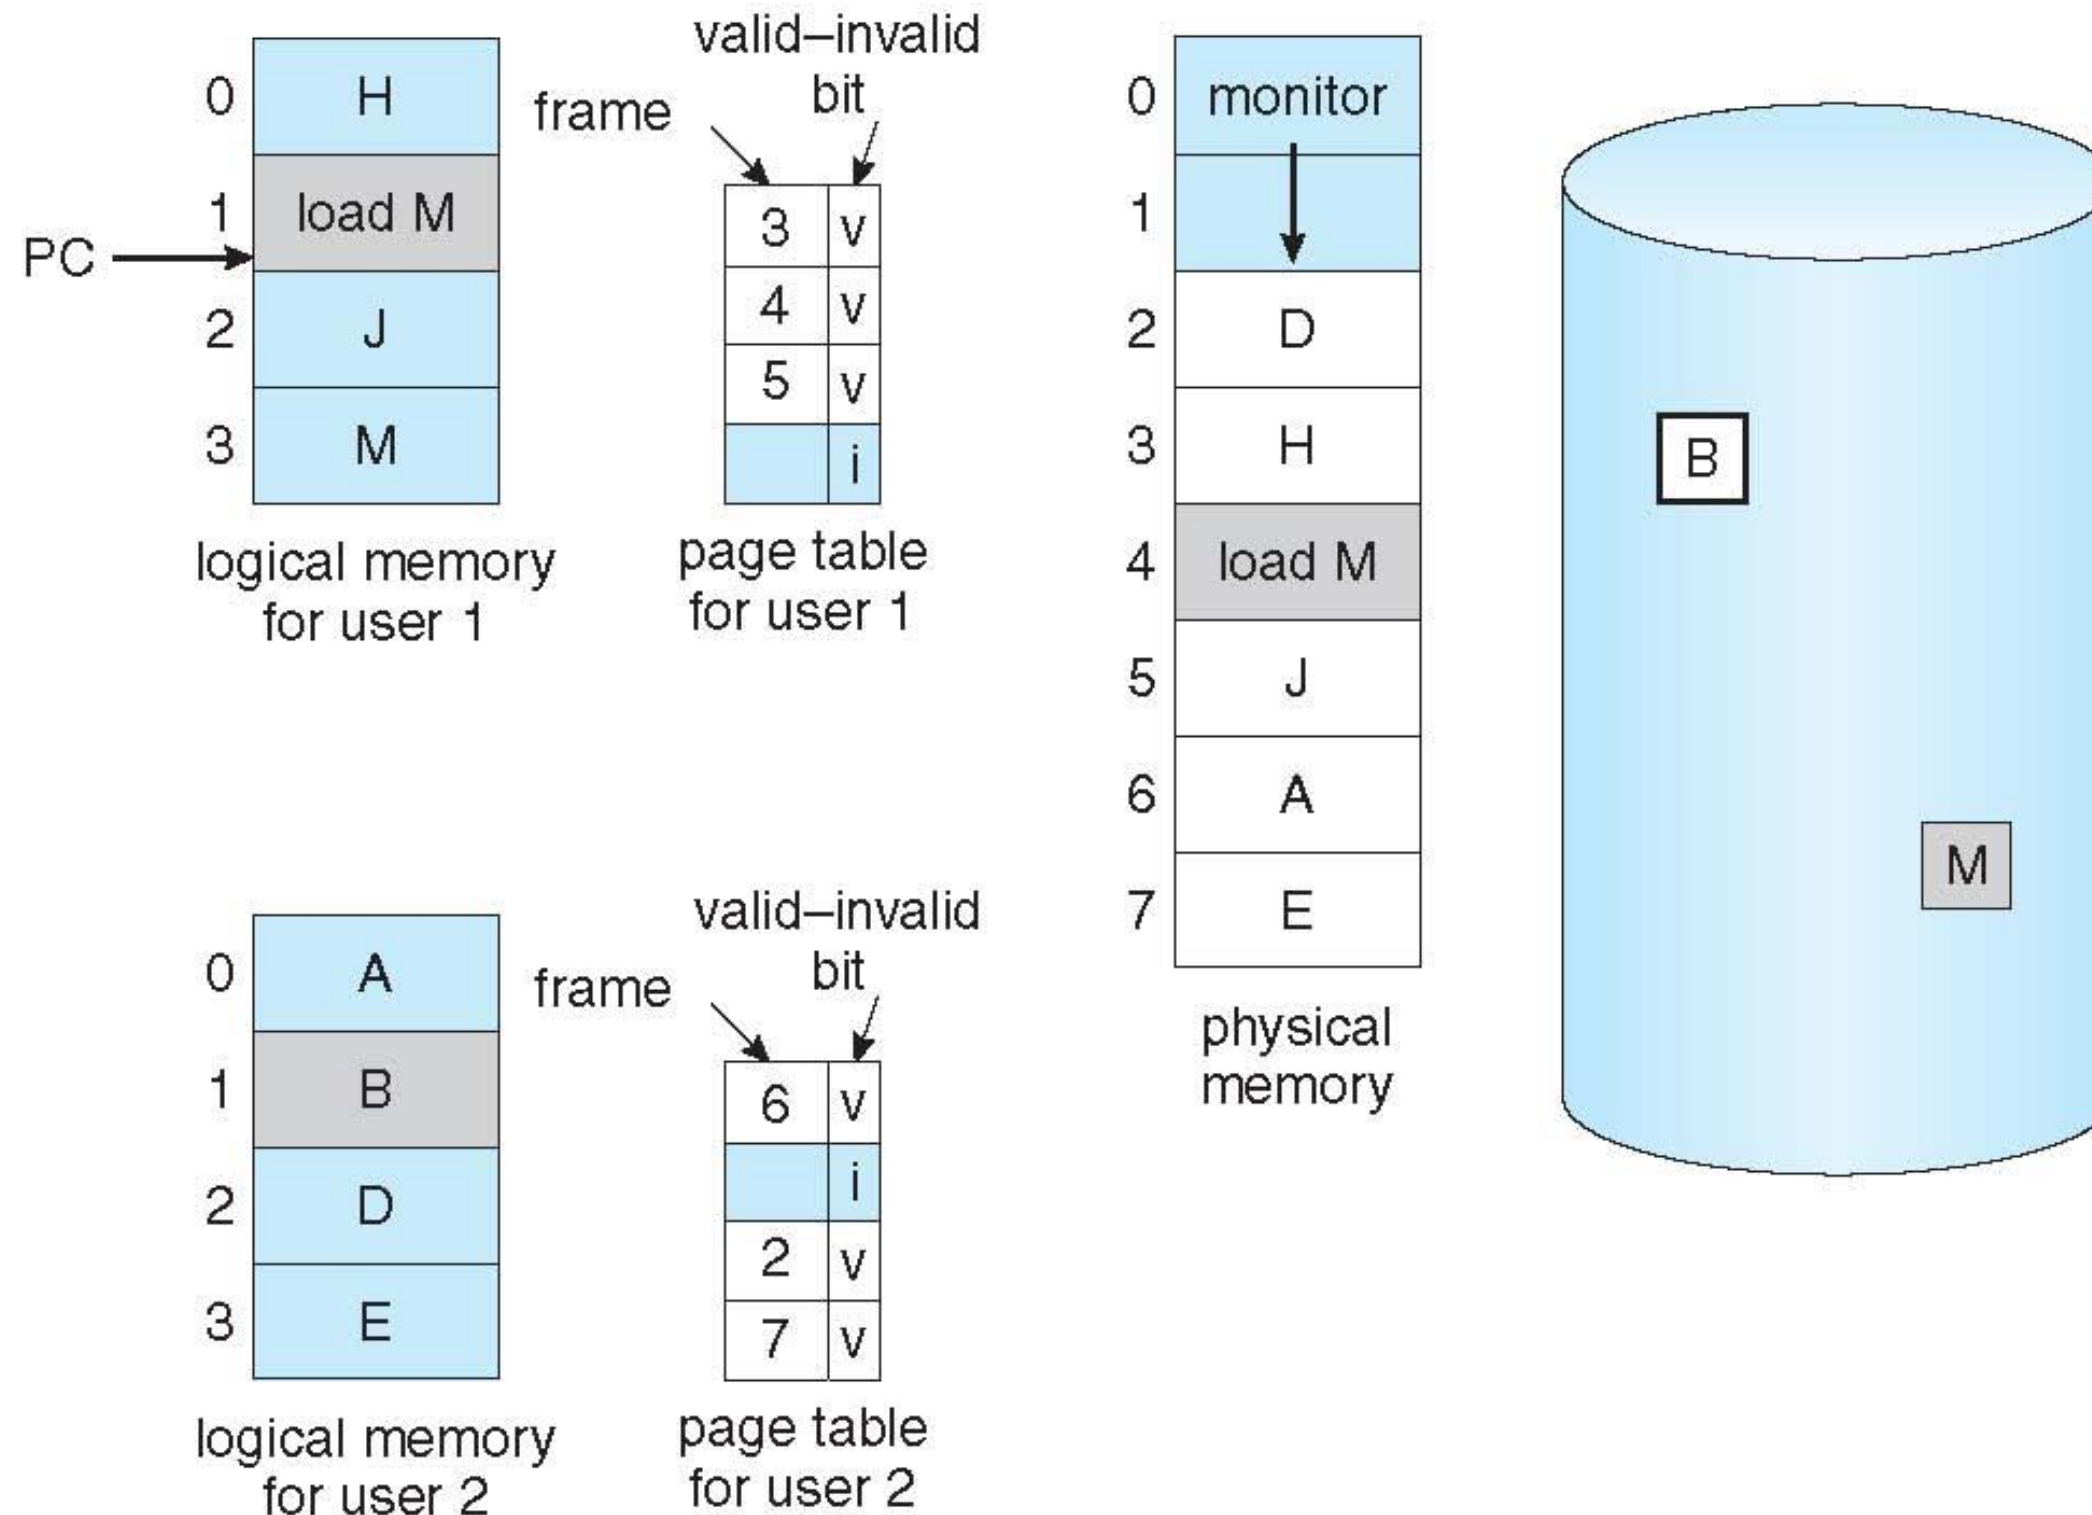 0 H
1 load M
PC
2 J
3 M
logical memory
for user 1
valid–invalid
bit
frame
3 v
4 v
5 v
i
page table
for user 1
0 monitor
1
2 D
3 H
4 load M
5 J
6 A
7 E
physical
memory
B
M
0 A
1 B
2 D
3 E
logical memory
for user 2
valid–invalid
bit
frame
6 v
i
2 v
7 v
page table
for user 2